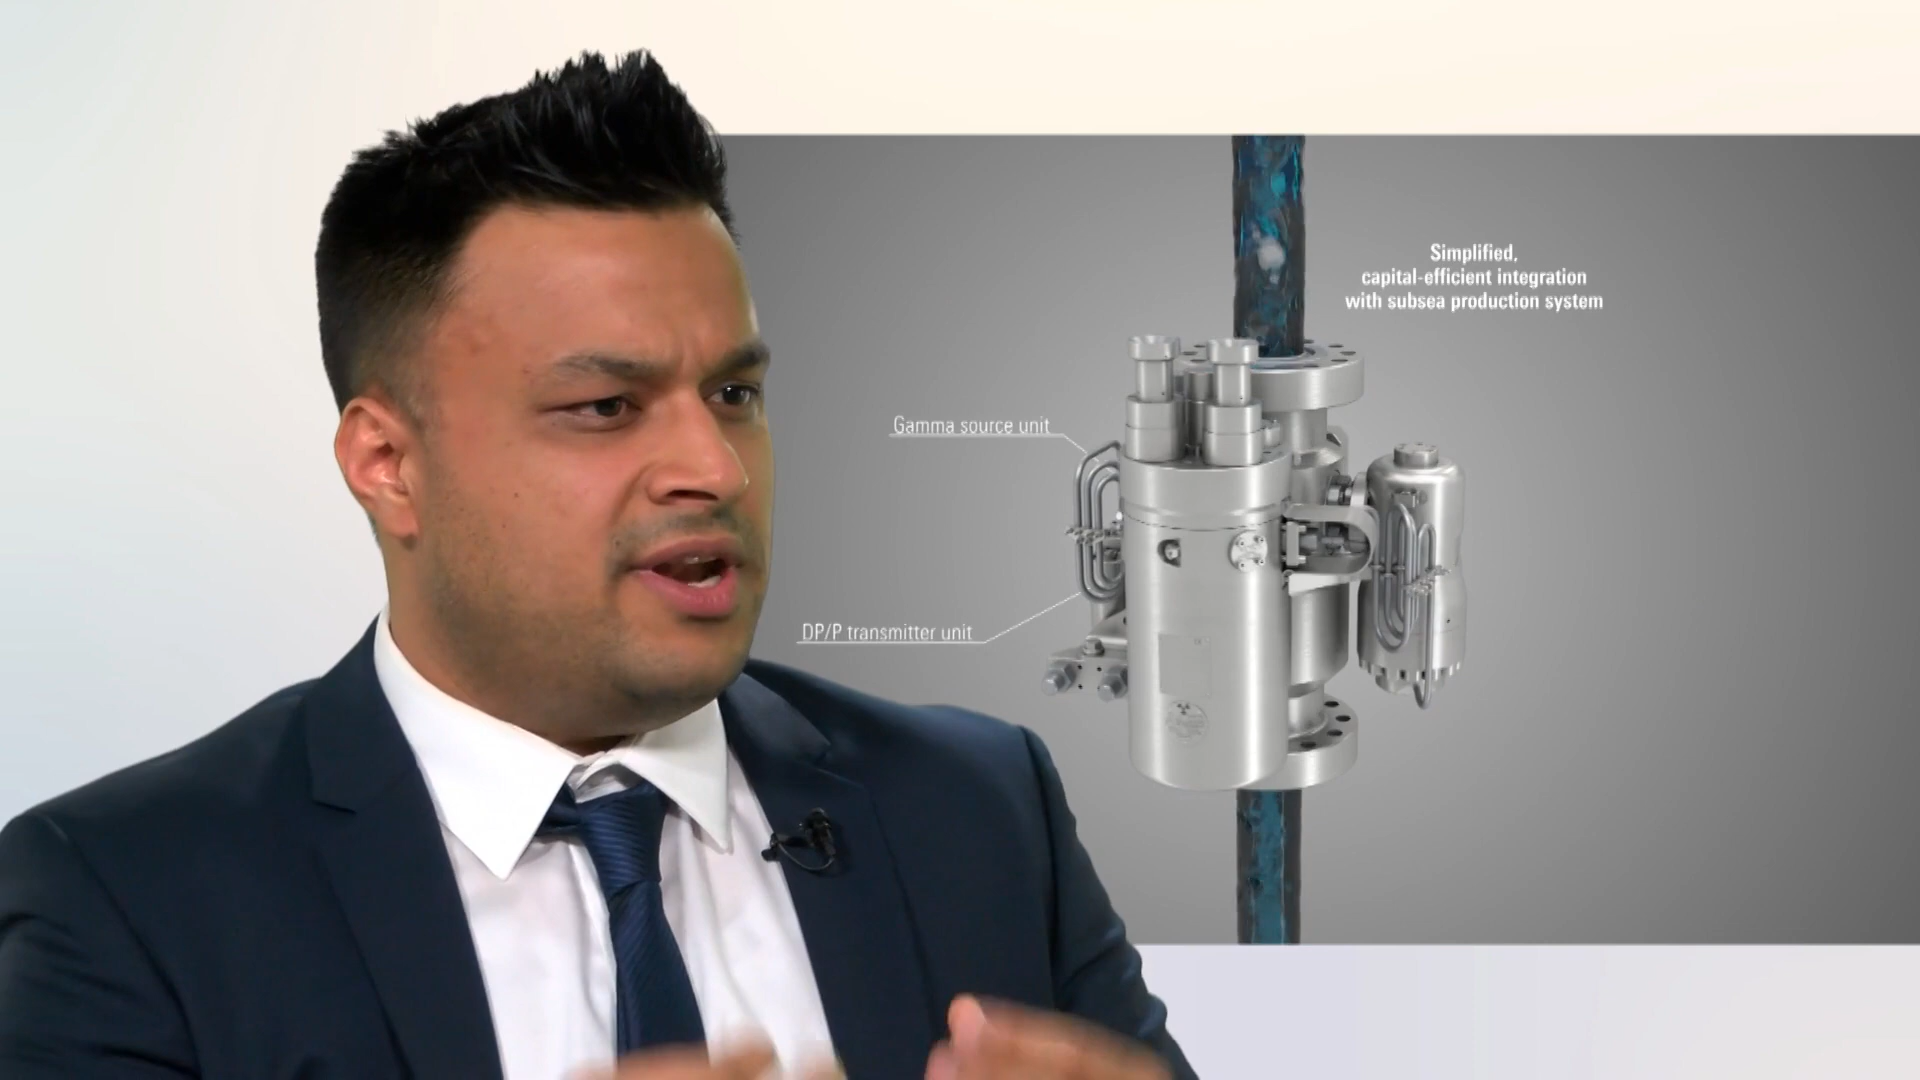 Simplified,
capital-efficient integration
with subsea production system
Gamma source unit
DP/P transmitter unit